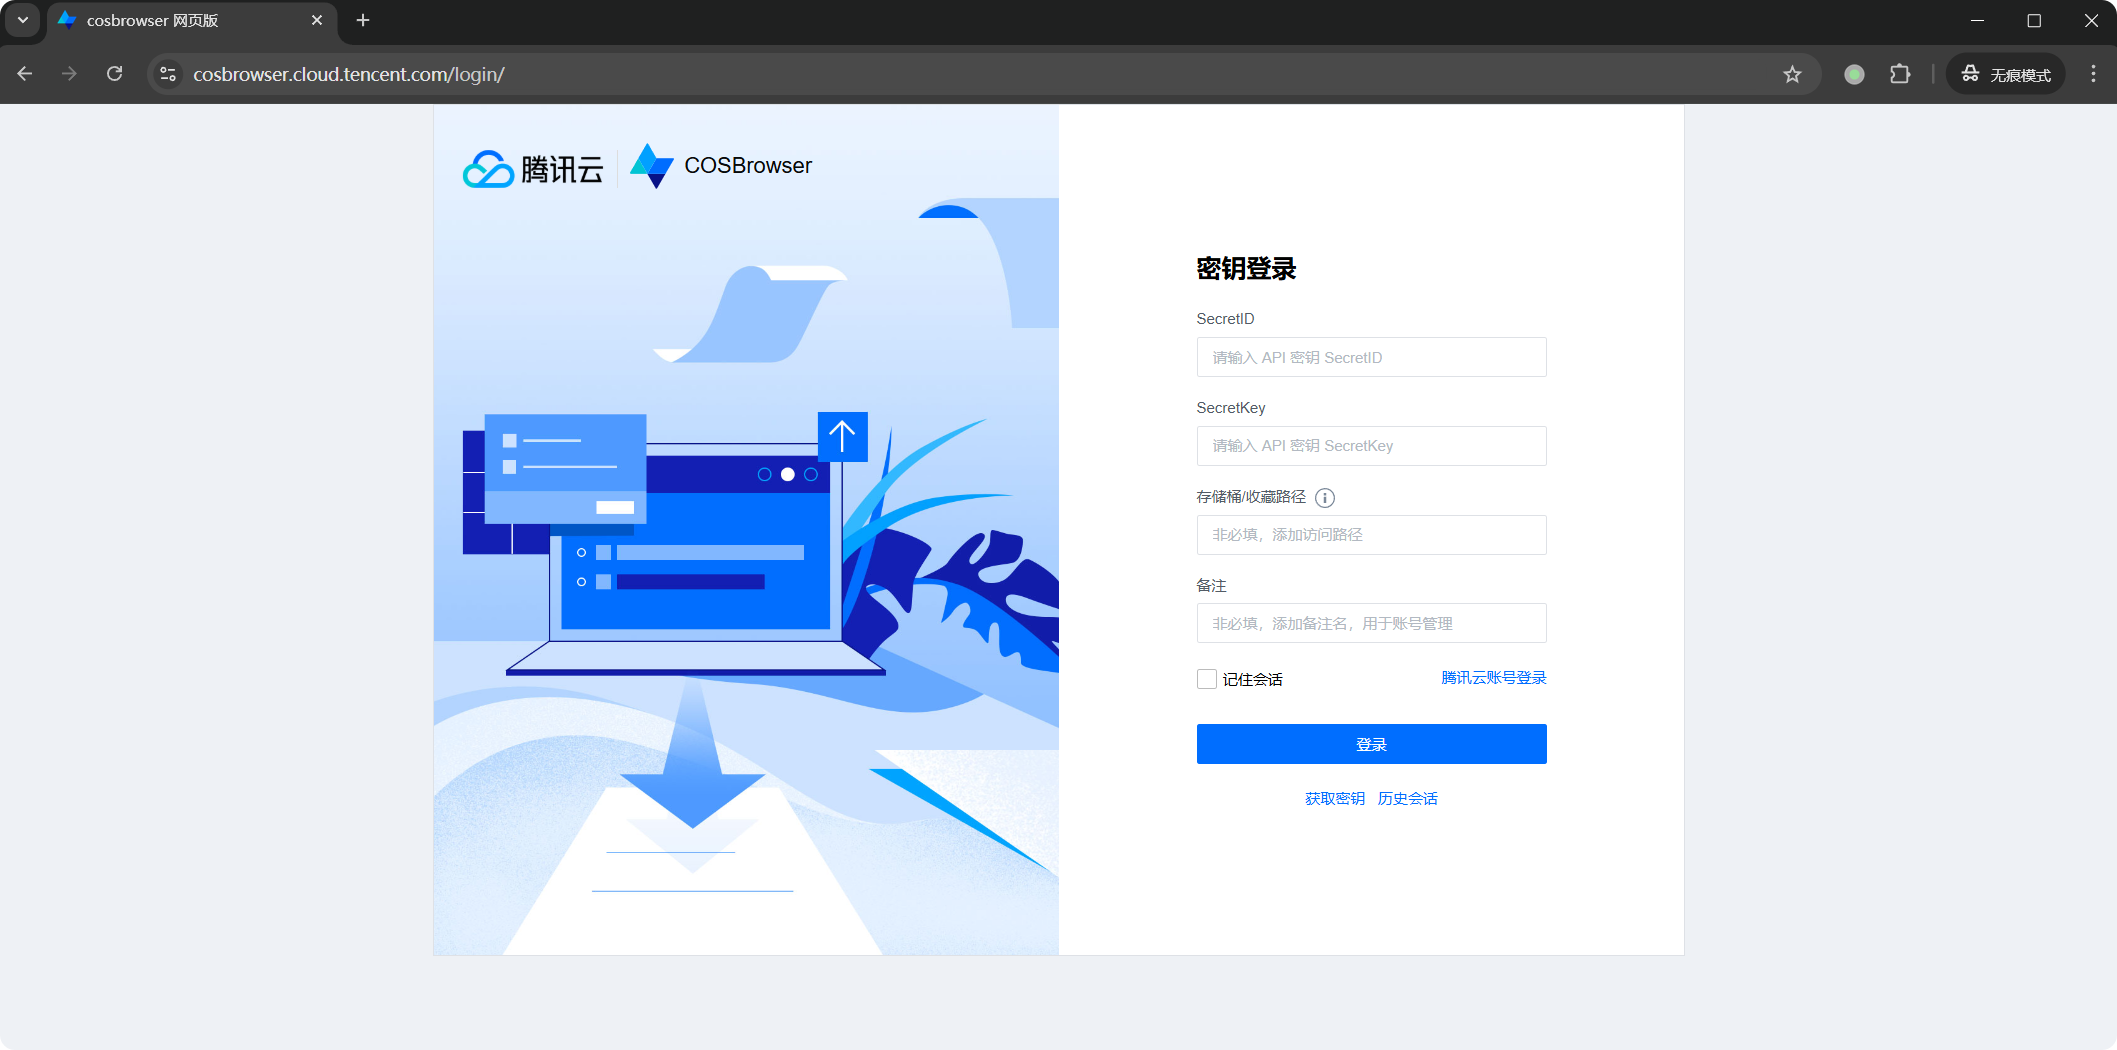 cosbrowser 网页版
cosbrowser.cloud.tencent.com/login/
无痕模式
腾讯云 COSBrowser
密钥登录
SecretID
请输入 API 密钥 SecretID
SecretKey
请输入 API 密钥 SecretKey
存储桶/收藏路径
非必填，添加访问路径
备注
非必填，添加备注名，用于账号管理
记住会话 腾讯云账号登录
登录
获取密钥 历史会话